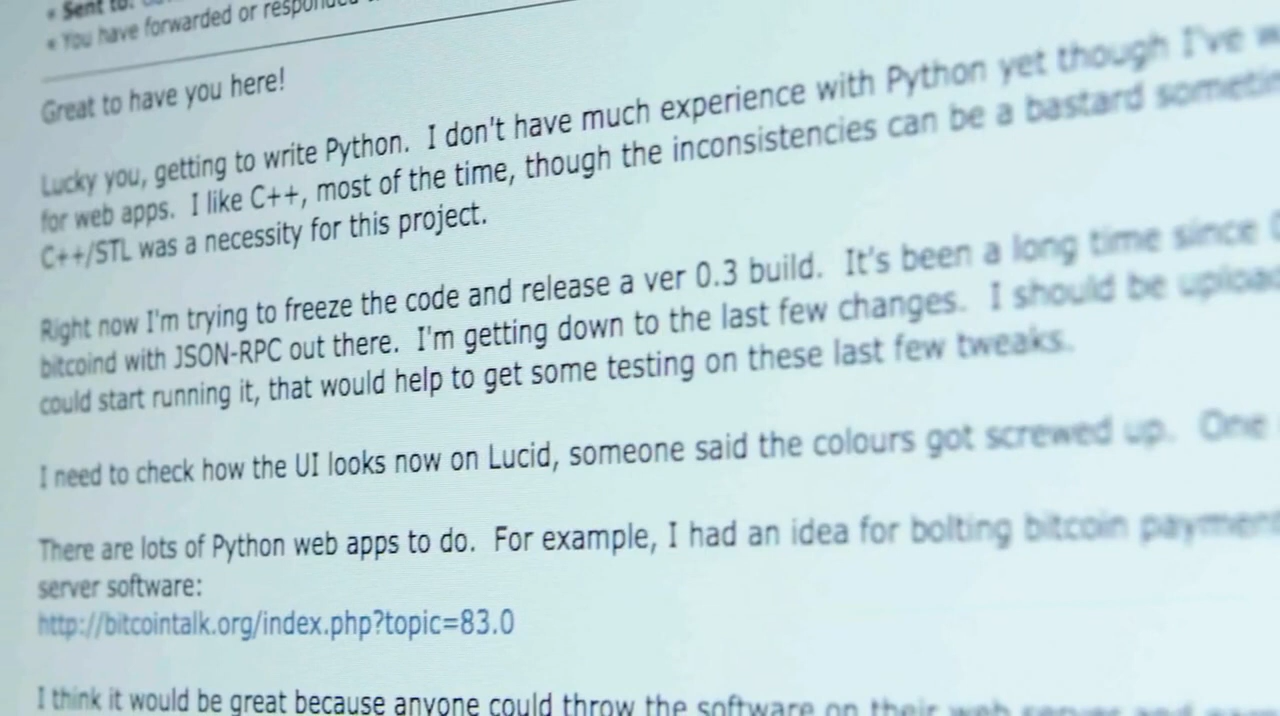 * Sent to:
* You have forwarded or responded
Great to have you here!
Lucky you, getting to write Python.  I don't have much experience with Python yet though I've
for web apps.  I like C++, most of the time, though the inconsistencies can be a bastard
C++/STL was a necessity for this project.
Right now I'm trying to freeze the code and release a ver 0.3 build.  It's been a long time since
bitcoind with JSON-RPC out there.  I'm getting down to the last few changes.  I should be
could start running it, that would help to get some testing on these last few tweaks.
I need to check how the UI looks now on Lucid, someone said the colours got screwed up.  One
There are lots of Python web apps to do.  For example, I had an idea for bolting bitcoin
server software:
http://bitcointalk.org/index.php?topic=83.0
I think it would be great because anyone could throw the software on their web server and